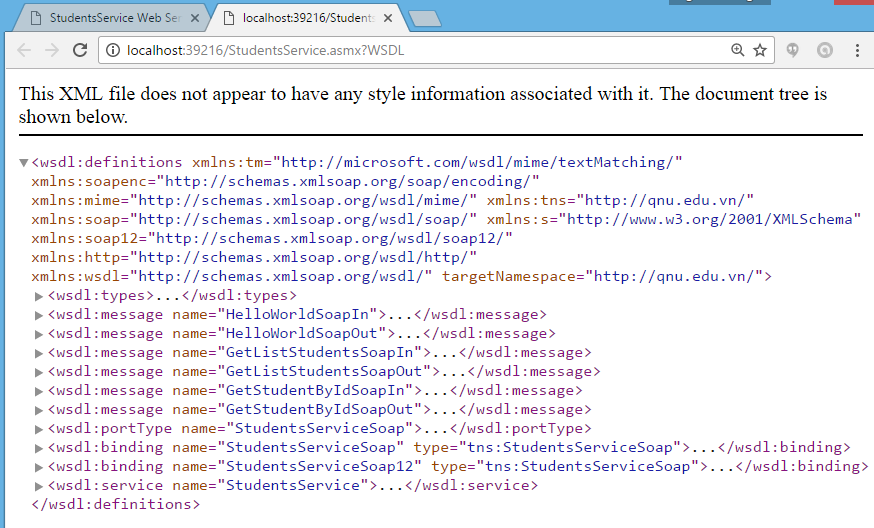 StudentsService Web Ser
localhost:39216/Students
localhost:39216/StudentsService.asmx?WSDL
This XML file does not appear to have any style information associated with it. The document tree is
shown below.
▼<wsdl:definitions xmlns:tm="http://microsoft.com/wsdl/mime/textMatching/"
xmlns:soapenc="http://schemas.xmlsoap.org/soap/encoding/"
xmlns:mime="http://schemas.xmlsoap.org/wsdl/mime/" xmlns:tns="http://qnu.edu.vn/"
xmlns:soap="http://schemas.xmlsoap.org/wsdl/soap/" xmlns:s="http://www.w3.org/2001/XMLSchema"
xmlns:soap12="http://schemas.xmlsoap.org/wsdl/soap12/"
xmlns:http="http://schemas.xmlsoap.org/wsdl/http/"
xmlns:wsdl="http://schemas.xmlsoap.org/wsdl/" targetNamespace="http://qnu.edu.vn/">
▶<wsdl:types>...</wsdl:types>
▶<wsdl:message name="HelloWorldSoapIn">...</wsdl:message>
▶<wsdl:message name="HelloWorldSoapOut">...</wsdl:message>
▶<wsdl:message name="GetListStudentsSoapIn">...</wsdl:message>
▶<wsdl:message name="GetListStudentsSoapOut">...</wsdl:message>
▶<wsdl:message name="GetStudentByIdSoapIn">...</wsdl:message>
▶<wsdl:message name="GetStudentByIdSoapOut">...</wsdl:message>
▶<wsdl:portType name="StudentsServiceSoap">...</wsdl:portType>
▶<wsdl:binding name="StudentsServiceSoap" type="tns:StudentsServiceSoap">...</wsdl:binding>
▶<wsdl:binding name="StudentsServiceSoap12" type="tns:StudentsServiceSoap">...</wsdl:binding>
▶<wsdl:service name="StudentsService">...</wsdl:service>
</wsdl:definitions>